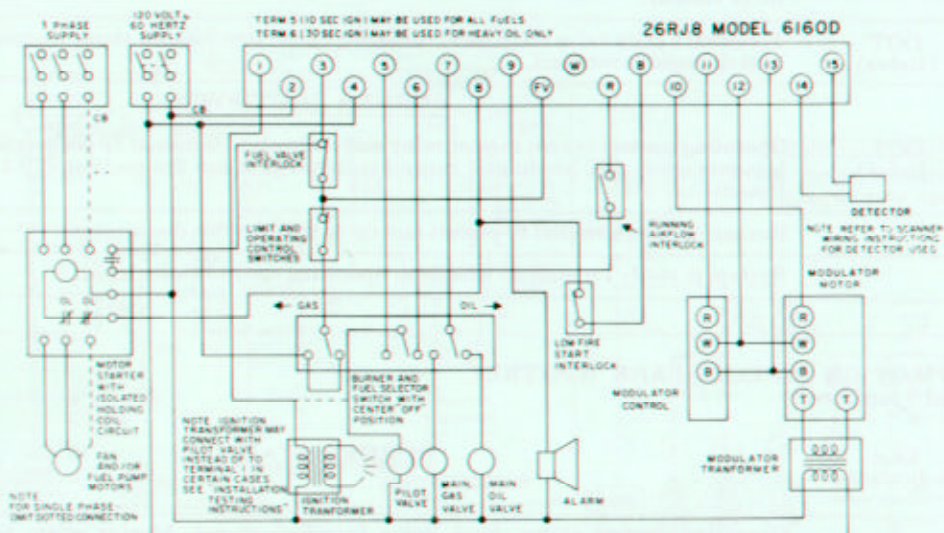 3 PHASE
SUPPLY
120 VOLT
60 HERTZ
SUPPLY
TERM 5 (10 SEC IGN) MAY BE USED FOR ALL FUELS
TERM 6 (30 SEC IGN) MAY BE USED FOR HEAVY OIL ONLY
26RJ8 MODEL 6160D
1 3 5 7 9 W B 11 13 15
2 4 6 8 FV R 10 12 14
CB
CB
FUEL VALVE
INTERLOCK
LIMIT AND
OPERATING
CONTROL
SWITCHES
RUNNING
AIRFLOW
INTERLOCK
DETECTOR
NOTE REFER TO SCANNER
WIRING INSTRUCTIONS
FOR DETECTOR USED
MODULATOR
MOTOR
OL OL
GAS
OIL
LOW FIRE
START
INTERLOCK
R
W
B
R
W
B
T T
MODULATOR
CONTROL
BURNER AND
FUEL SELECTOR
SWITCH WITH
CENTER "OFF"
POSITION
MOTOR
STARTER
WITH
ISOLATED
HOLDING
COIL
CIRCUIT
NOTE IGNITION
TRANSFORMER MAY
CONNECT WITH
PILOT VALVE
INSTEAD OF TO
TERMINAL 1 IN
CERTAIN CASES
SEE "INSTALLATION
TESTING
INSTRUCTIONS"
FAN
AND/OR
FUEL PUMP
MOTORS
NOTE
FOR SINGLE PHASE-
OMIT DOTTED CONNECTION
IGNITION
TRANFORMER
PILOT
VALVE
MAIN
GAS
VALVE
MAIN
OIL
VALVE
ALARM
MODULATOR
TRANFORMER